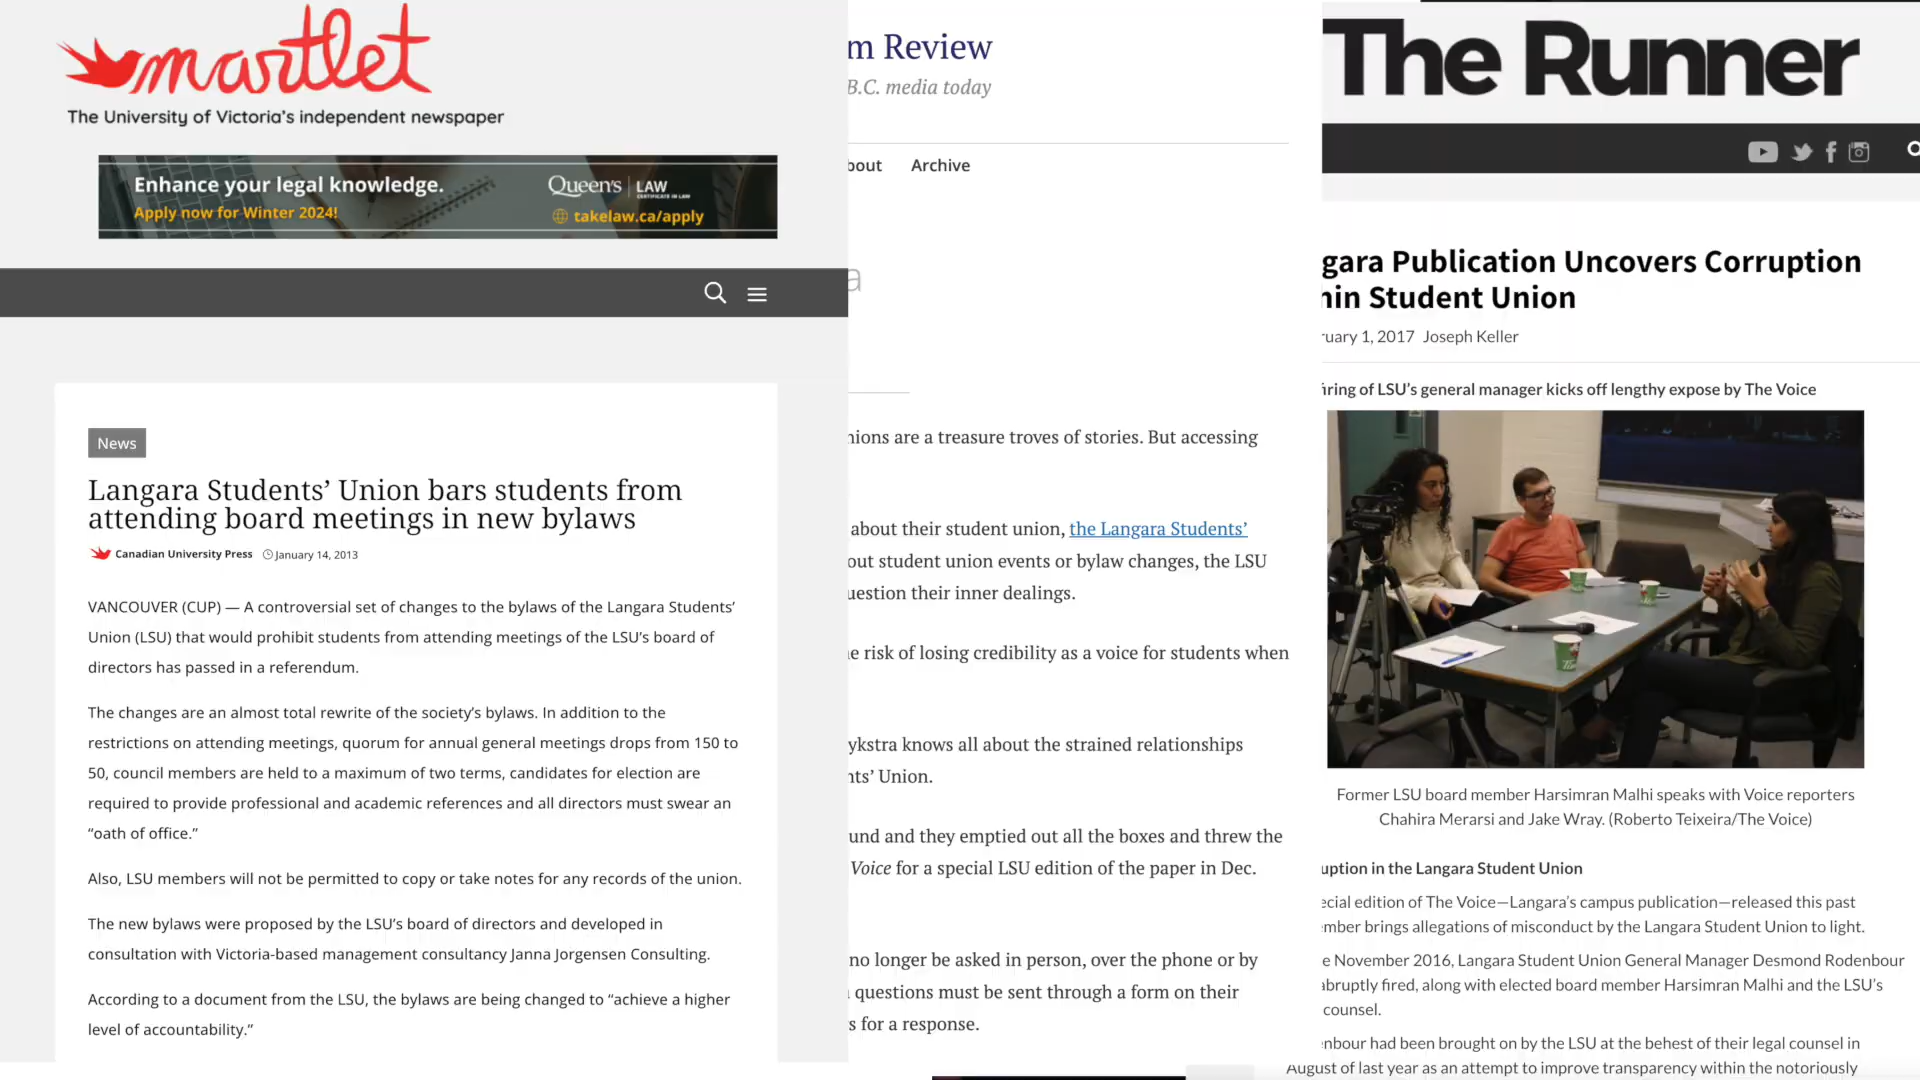 martlet
The University of Victoria's independent newspaper
Enhance your legal knowledge.
Apply now for Winter 2024!
Queen's LAW
CERTIFICATE IN LAW
takelaw.ca/apply
News
Langara Students' Union bars students from
attending board meetings in new bylaws
Canadian University Press January 14, 2013
VANCOUVER (CUP) — A controversial set of changes to the bylaws of the Langara Students'
Union (LSU) that would prohibit students from attending meetings of the LSU's board of
directors has passed in a referendum.
The changes are an almost total rewrite of the society's bylaws. In addition to the
restrictions on attending meetings, quorum for annual general meetings drops from 150 to
50, council members are held to a maximum of two terms, candidates for election are
required to provide professional and academic references and all directors must swear an
“oath of office.”
Also, LSU members will not be permitted to copy or take notes for any records of the union.
The new bylaws were proposed by the LSU's board of directors and developed in
consultation with Victoria-based management consultancy Janna Jorgensen Consulting.
According to a document from the LSU, the bylaws are being changed to “achieve a higher
level of accountability.”
m Review
B.C. media today
bout Archive
a
nions are a treasure troves of stories. But accessing
about their student union, the Langara Students'
out student union events or bylaw changes, the LSU
uestion their inner dealings.
e risk of losing credibility as a voice for students when
ykstra knows all about the strained relationships
nts' Union.
und and they emptied out all the boxes and threw the
Voice for a special LSU edition of the paper in Dec.
no longer be asked in person, over the phone or by
questions must be sent through a form on their
s for a response.
The Runner
gara Publication Uncovers Corruption
hin Student Union
ruary 1, 2017 Joseph Keller
firing of LSU's general manager kicks off lengthy expose by The Voice
Former LSU board member Harsimran Malhi speaks with Voice reporters
Chahira Merarsi and Jake Wray. (Roberto Teixeira/The Voice)
uption in the Langara Student Union
ecial edition of The Voice—Langara's campus publication—released this past
ember brings allegations of misconduct by the Langara Student Union to light.
e November 2016, Langara Student Union General Manager Desmond Rodenbour
abruptly fired, along with elected board member Harsimran Malhi and the LSU's
counsel.
enbour had been brought on by the LSU at the behest of their legal counsel in
August of last year as an attempt to improve transparency within the notoriously